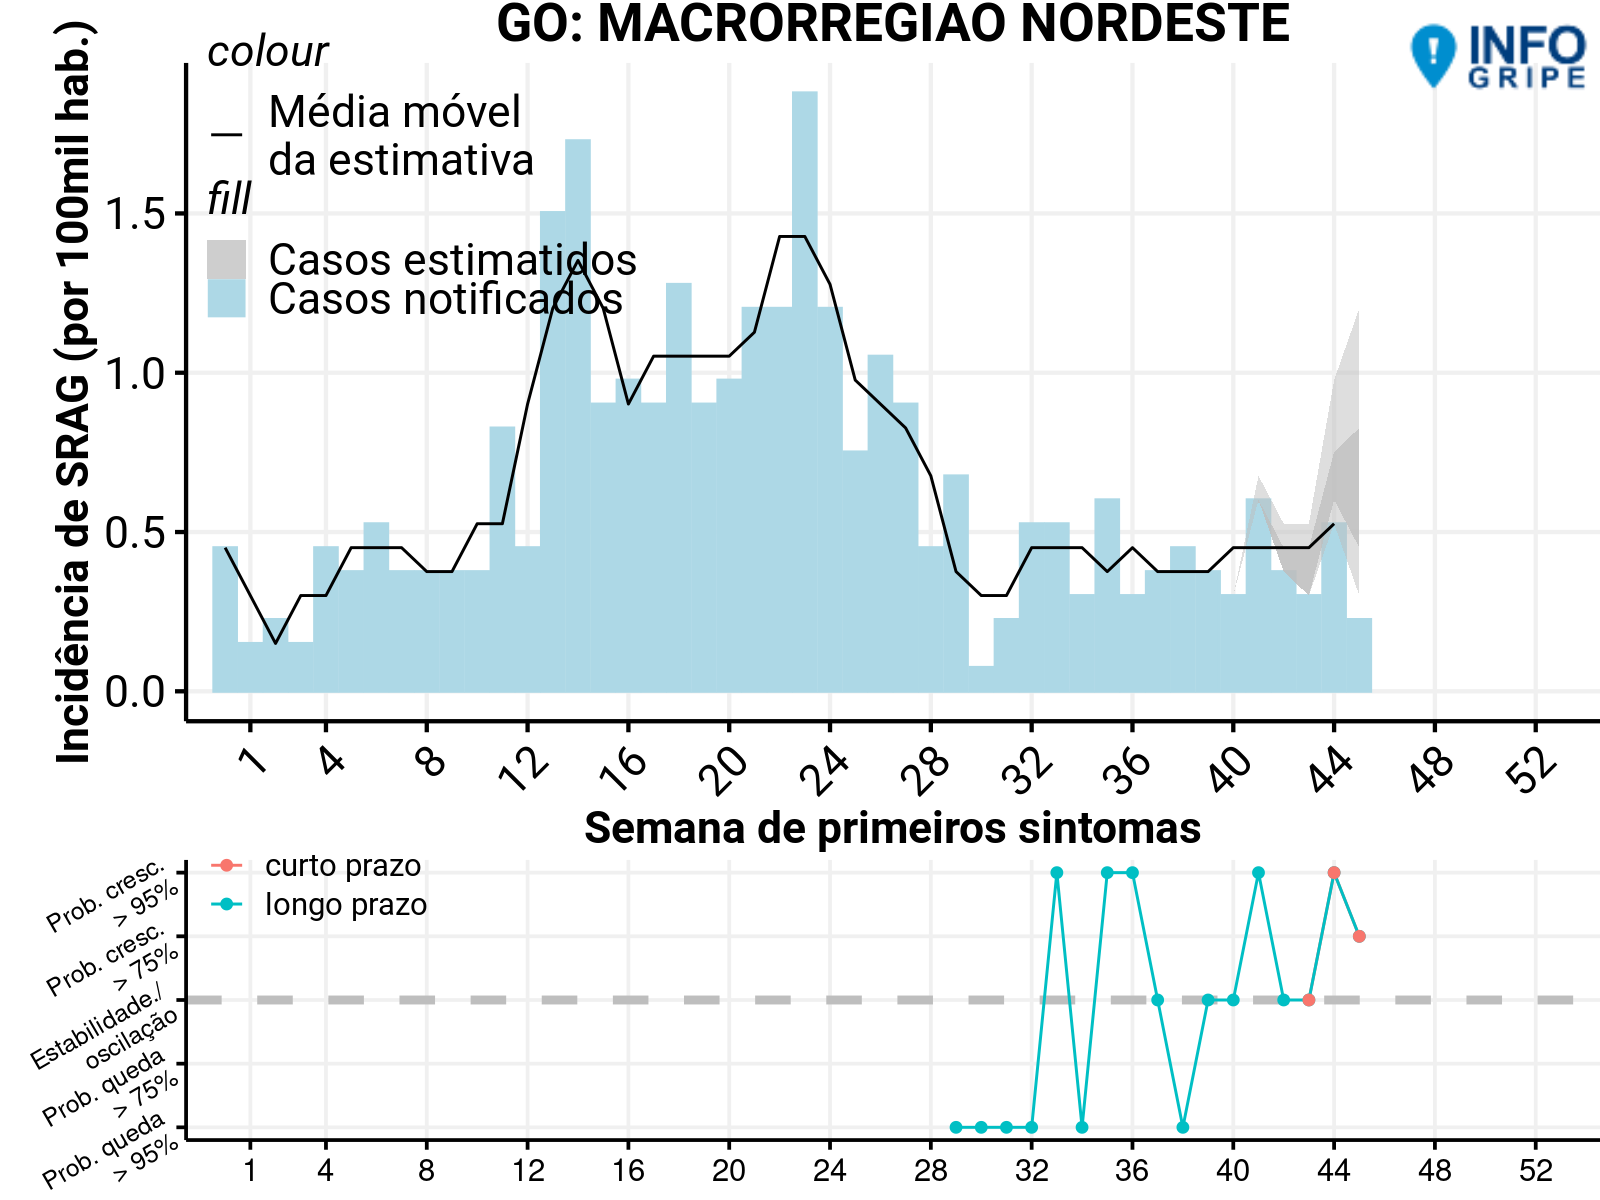 GO: MACRORREGIAO NORDESTE
INFO
GRIPE
colour
Média móvel
da estimativa
fill
Casos estimatidos
Casos notificados
Incidência de SRAG (por 100mil hab.)
1.5
1.0
0.5
0.0
1 4 8 12 16 20 24 28 32 36 40 44 48 52
Semana de primeiros sintomas
curto prazo
longo prazo
Prob. cresc.
> 95%
Prob. cresc.
> 75%
Estabilidade./
oscilação
Prob. queda
> 75%
Prob. queda
> 95%
1 4 8 12 16 20 24 28 32 36 40 44 48 52